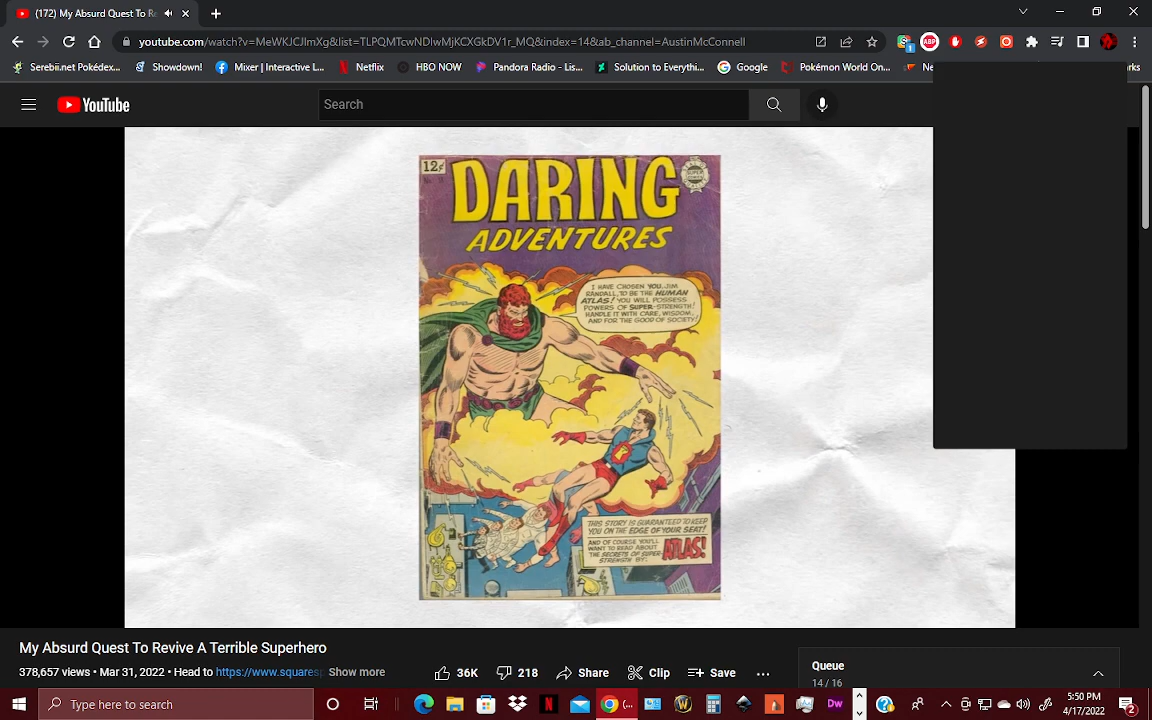 (172) My Absurd Quest To Re
youtube.com/watch?v=MeWKJCJlmXg&list=TLPQMTcwNDIwMjKCXGkDV1r_MQ&index=14&ab_channel=AustinMcConnell
Serebii.net Pokédex...
Showdown!
Mixer | Interactive L...
Netflix
HBO NOW
Pandora Radio - Lis...
Solution to Everythi...
Google
Pokémon World On...
Ne
rks
YouTube
Search
12¢
DARING
ADVENTURES
SUPER
I HAVE CHOSEN YOU, JIM
RANDALL, TO BE THE HUMAN
ATLAS! YOU WILL POSSESS
POWERS OF SUPER-STRENGTH!
HANDLE IT WITH CARE, WISDOM,
AND FOR THE GOOD OF SOCIETY!
THIS STORY IS GUARANTEED TO KEEP
YOU ON THE EDGE OF YOUR SEAT!
AND OF COURSE YOU'LL
WANT TO READ ABOUT
THE SECRETS OF SUPER-
STRENGTH BY:
ATLAS!
My Absurd Quest To Revive A Terrible Superhero
378,657 views • Mar 31, 2022 • Head to https://www.squares
Show more
36K
218
Share
Clip
Save
Queue
14 / 16
Type here to search
5:50 PM
4/17/2022
2